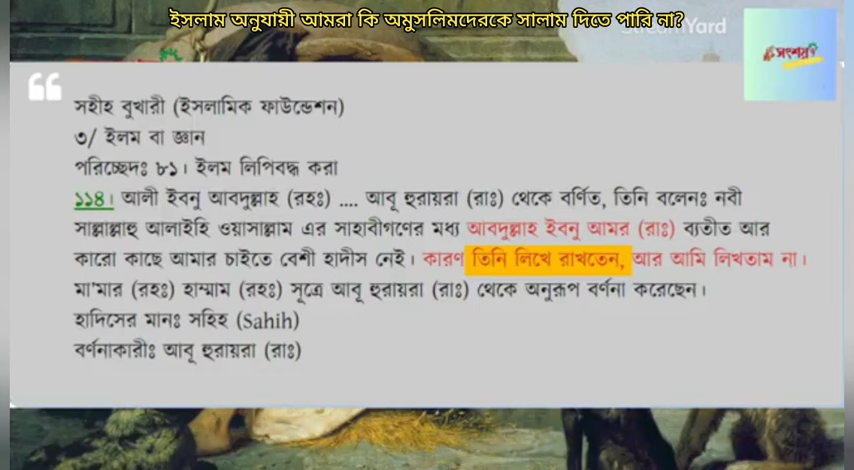 ইসলাম অনুযায়ী আমরা কি অমুসলিমদেরকে সালাম দিতে পারি না?
StreamYard
সংশয়
সহীহ বুখারী (ইসলামিক ফাউন্ডেশন)
৩/ ইলম বা জ্ঞান
পরিচ্ছেদঃ ৮১। ইলম লিপিবদ্ধ করা
১১৪। আলী ইবনু আবদুল্লাহ (রহঃ) .... আবূ হুরায়রা (রাঃ) থেকে বর্ণিত, তিনি বলেনঃ নবী
সাল্লাল্লাহু আলাইহি ওয়াসাল্লাম এর সাহাবীগণের মধ্য আবদুল্লাহ ইবনু আমর (রাঃ) ব্যতীত আর
কারো কাছে আমার চাইতে বেশী হাদীস নেই। কারণ তিনি লিখে রাখতেন, আর আমি লিখতাম না।
মা'মার (রহঃ) হাম্মাম (রহঃ) সূত্রে আবূ হুরায়রা (রাঃ) থেকে অনুরূপ বর্ণনা করেছেন।
হাদিসের মানঃ সহিহ (Sahih)
বর্ণনাকারীঃ আবূ হুরায়রা (রাঃ)